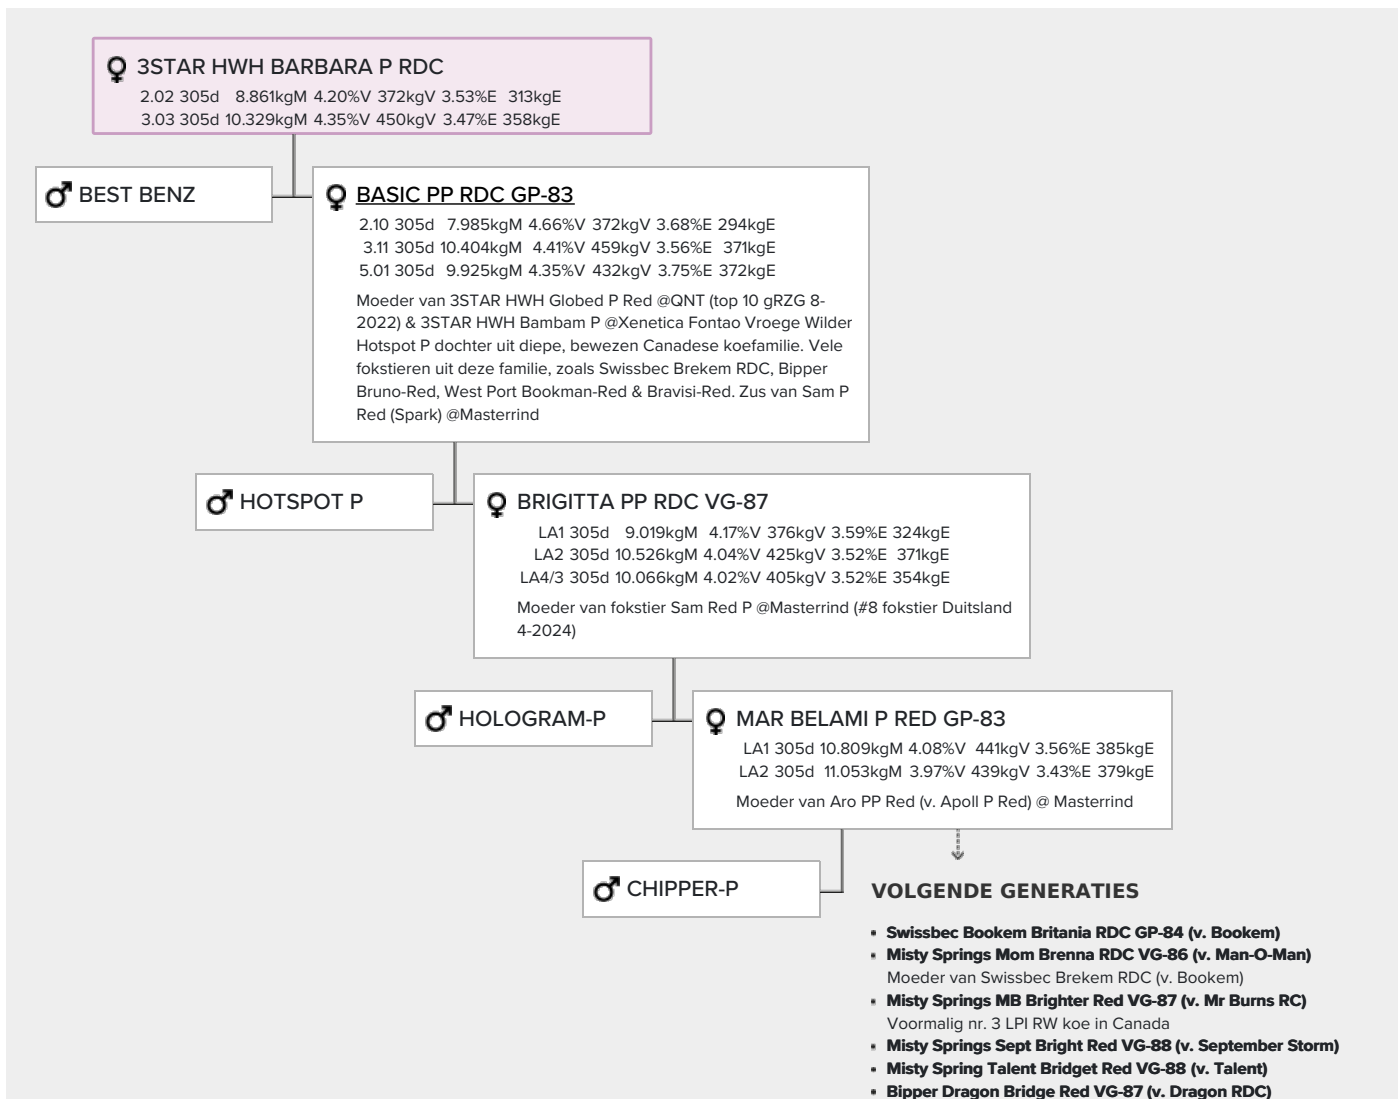 3STAR HWH BARBARA P RDC
2.02 305d 8.861kgM 4.20%V 372kgV 3.53%E 313kgE
3.03 305d 10.329kgM 4.35%V 450kgV 3.47%E 358kgE
BEST BENZ
BASIC PP RDC GP-83
2.10 305d 7.985kgM 4.66%V 372kgV 3.68%E 294kgE
3.11 305d 10.404kgM 4.41%V 459kgV 3.56%E 371kgE
5.01 305d 9.925kgM 4.35%V 432kgV 3.75%E 372kgE
Moeder van 3STAR HWH Globed P Red @QNT (top 10 gRZG 8-
2022) & 3STAR HWH Bambam P @Xenetica Fontao Vroege Wilder
Hotspot P dochter uit diepe, bewezen Canadese koefamilie. Vele
fokstieren uit deze familie, zoals Swissbec Brekem RDC, Bipper
Bruno-Red, West Port Bookman-Red & Bravisi-Red. Zus van Sam P
Red (Spark) @Masterrind
HOTSPOT P
BRIGITTA PP RDC VG-87
LA1 305d 9.019kgM 4.17%V 376kgV 3.59%E 324kgE
LA2 305d 10.526kgM 4.04%V 425kgV 3.52%E 371kgE
LA4/3 305d 10.066kgM 4.02%V 405kgV 3.52%E 354kgE
Moeder van fokstier Sam Red P @Masterrind (#8 fokstier Duitsland
4-2024)
HOLOGRAM-P
MAR BELAMI P RED GP-83
LA1 305d 10.809kgM 4.08%V 441kgV 3.56%E 385kgE
LA2 305d 11.053kgM 3.97%V 439kgV 3.43%E 379kgE
Moeder van Aro PP Red (v. Apoll P Red) @ Masterrind
CHIPPER-P
VOLGENDE GENERATIES
▪ Swissbec Bookem Britania RDC GP-84 (v. Bookem)
▪ Misty Springs Mom Brenna RDC VG-86 (v. Man-O-Man)
Moeder van Swissbec Brekem RDC (v. Bookem)
▪ Misty Springs MB Brighter Red VG-87 (v. Mr Burns RC)
Voormalig nr. 3 LPI RW koe in Canada
▪ Misty Springs Sept Bright Red VG-88 (v. September Storm)
▪ Misty Spring Talent Bridget Red VG-88 (v. Talent)
▪ Bipper Dragon Bridge Red VG-87 (v. Dragon RDC)